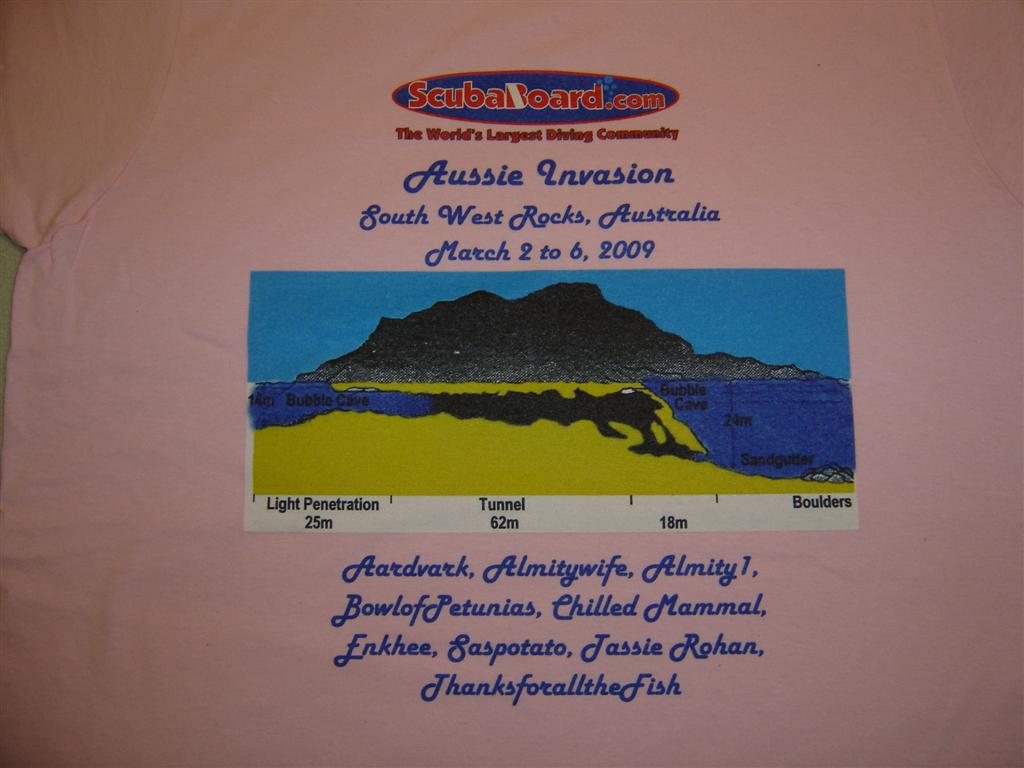 ScubaBoard.com
The World's Largest Diving Community
Aussie Invasion
South West Rocks, Australia
March 2 to 6, 2009
14m Bubble Cave
Bubble
Cave
24m
Sandgutter
Light Penetration Tunnel Boulders
25m 62m 18m
Aardvark, Almitywife, Almity1,
BowlofPetunias, Chilled Mammal,
Enkhee, Saspotato, Tassie Rohan,
ThanksforalltheFish